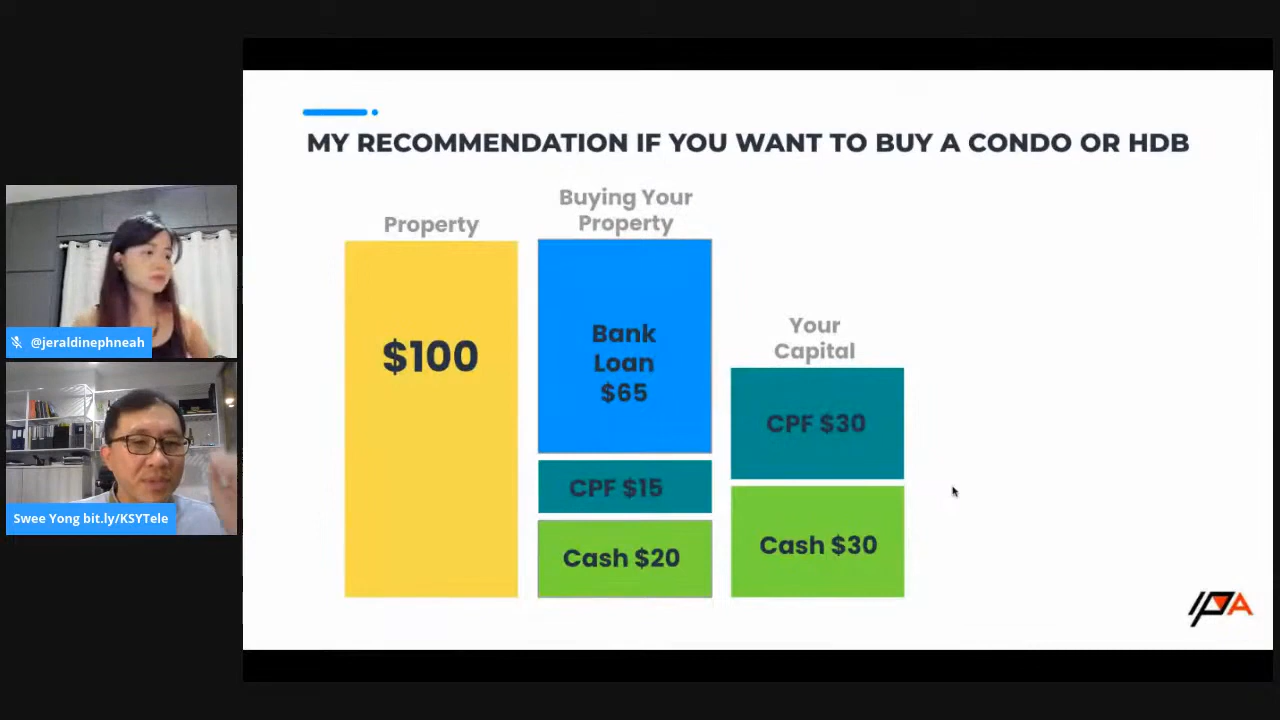 MY RECOMMENDATION IF YOU WANT TO BUY A CONDO OR HDB
Property
$100
Buying Your
Property
Bank
Loan
$65
CPF $15
Cash $20
Your
Capital
CPF $30
Cash $30
@jeraldinephneah
Swee Yong bit.ly/KSYTele
IPA